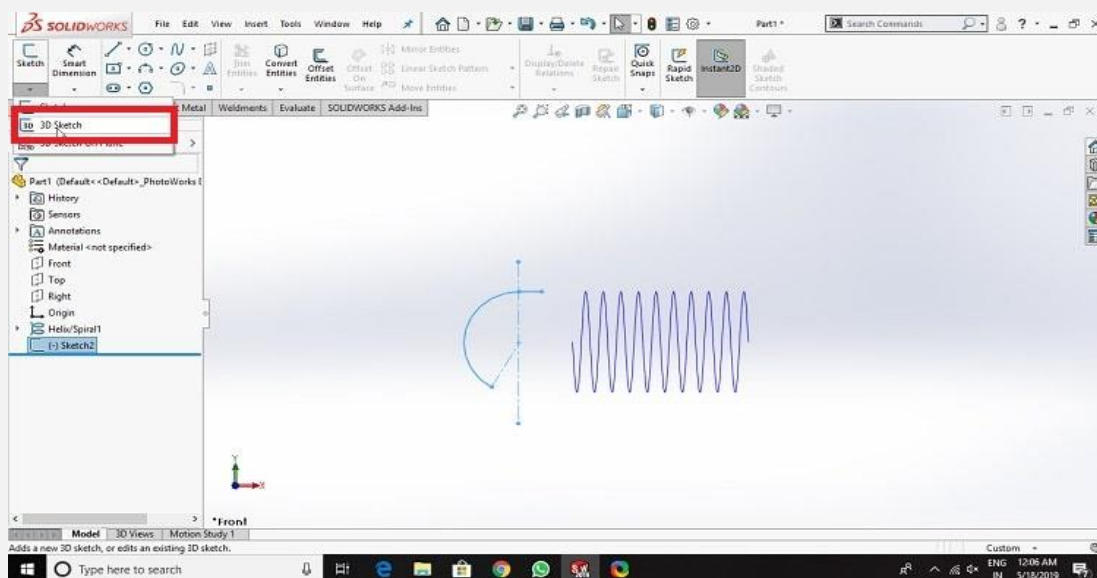 SOLIDWORKS File Edit View Insert Tools Window Help Part1 * Search Commands
Sketch Smart Dimension Trim Entities Convert Entities Offset Entities Offset On Surface Mirror Entities Linear Sketch Pattern Move Entities Display/Delete Relations Repair Sketch Quick Snaps Rapid Sketch Instant2D Shaded Sketch Contours
Metal Weldments Evaluate SOLIDWORKS Add-Ins
3D 3D Sketch
3D Sketch On Plane
Part1 (Default<<Default>_PhotoWorks
History
Sensors
Annotations
Material <not specified>
Front
Top
Right
Origin
Helix/Spiral1
(-) Sketch2
Y
X
*Front
Model 3D Views Motion Study 1
Adds a new 3D sketch, or edits an existing 3D sketch. Custom
Type here to search ENG 12:06 AM
IN 5/18/2019